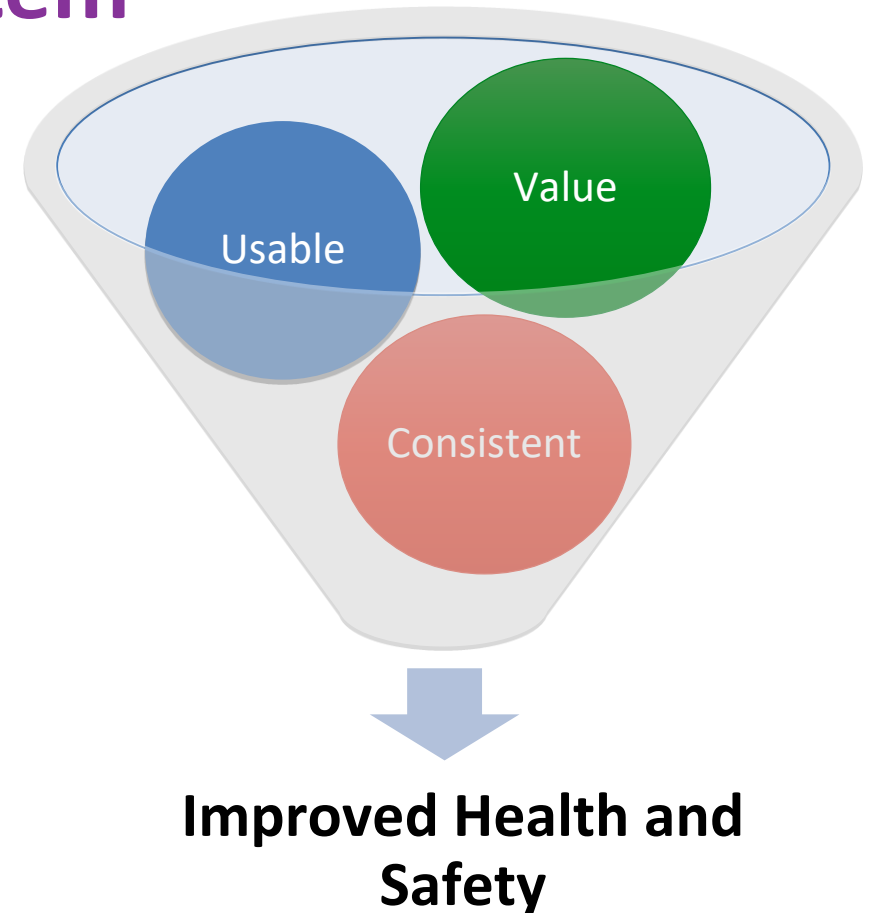 Value
Usable
Consistent
Improved Health and
Safety